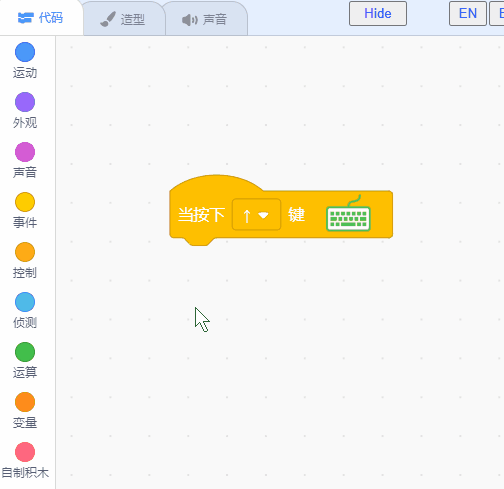 代码 造型 声音 Hide EN
运动
外观
声音
事件
控制
侦测
运算
变量
自制积木
当按下 ↑ 键